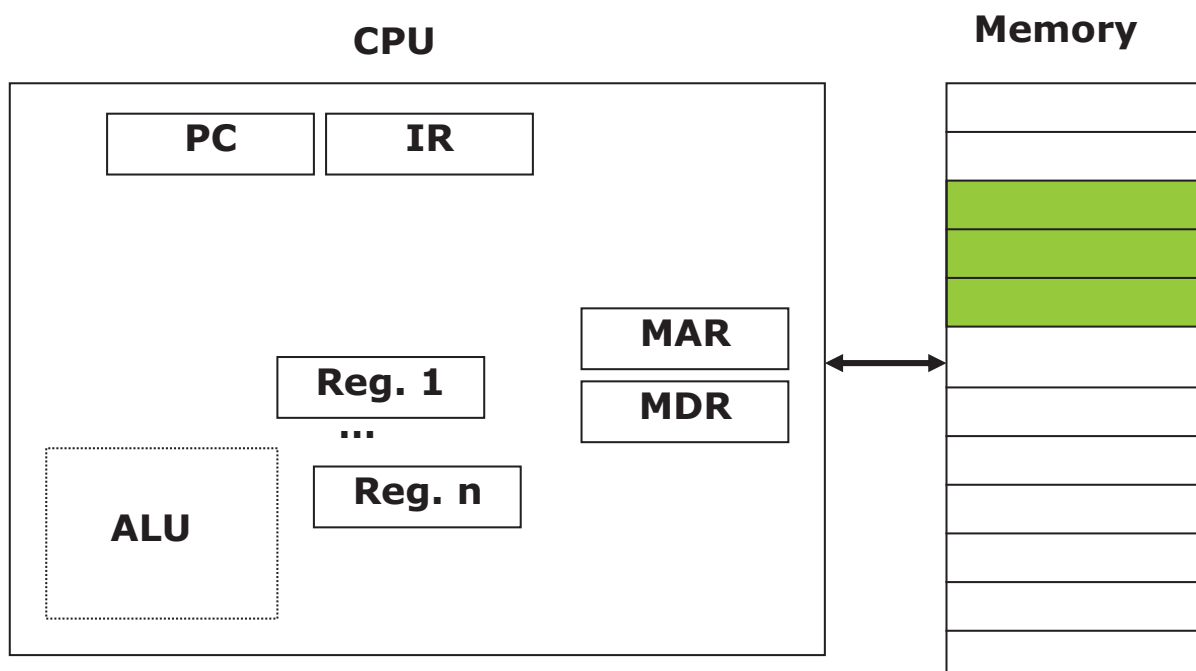 CPU
Memory
PC
IR
MAR
Reg. 1
MDR
...
Reg. n
ALU